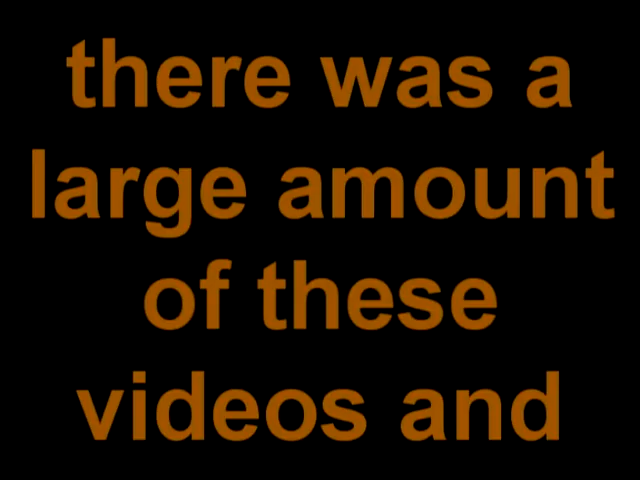 there was a
large amount
of these
videos and